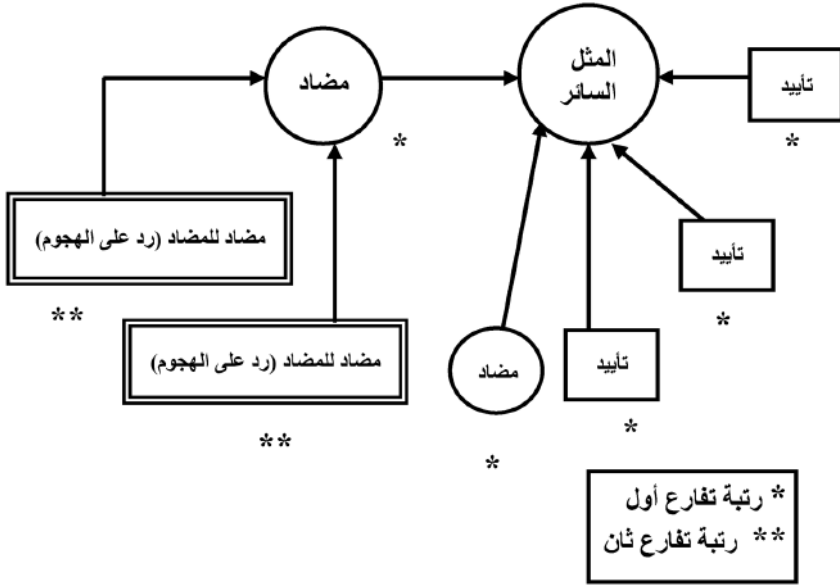 المثل
السائر
مضاد
تأييد
*
*
مضاد للمضاد (رد على الهجوم)
تأييد
**
*
مضاد للمضاد (رد على الهجوم)
مضاد
تأييد
*
**
*
* رتبة تفارع أول
** رتبة تفارع ثان